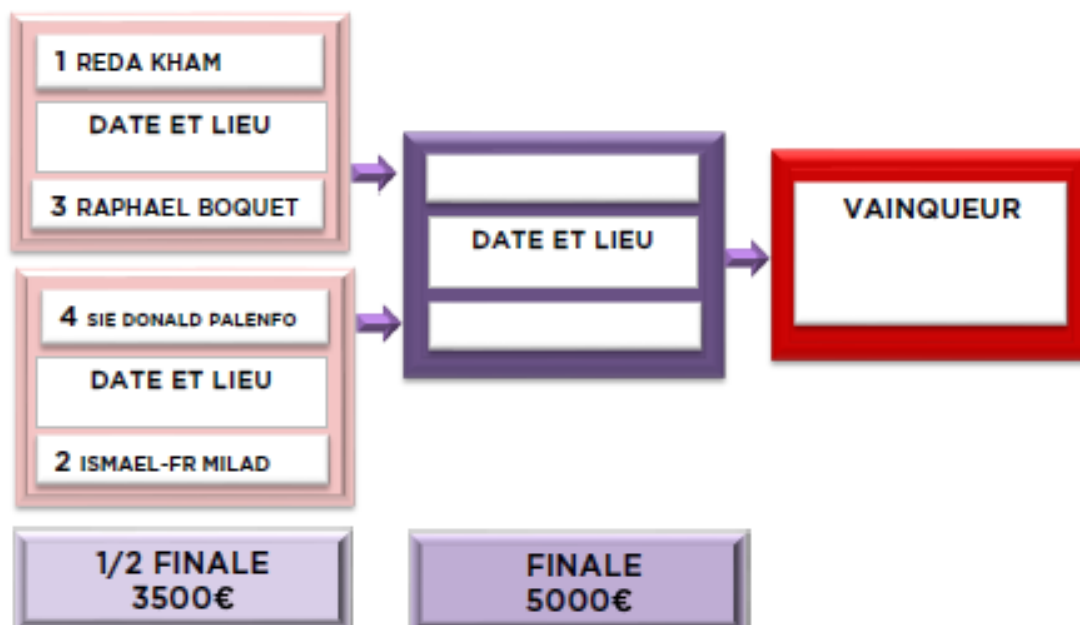 1 REDA KHAM
DATE ET LIEU
3 RAPHAEL BOQUET
4 SIE DONALD PALENFO
DATE ET LIEU
2 ISMAEL-FR MILAD
1/2 FINALE
3500€
DATE ET LIEU
FINALE
5000€
VAINQUEUR